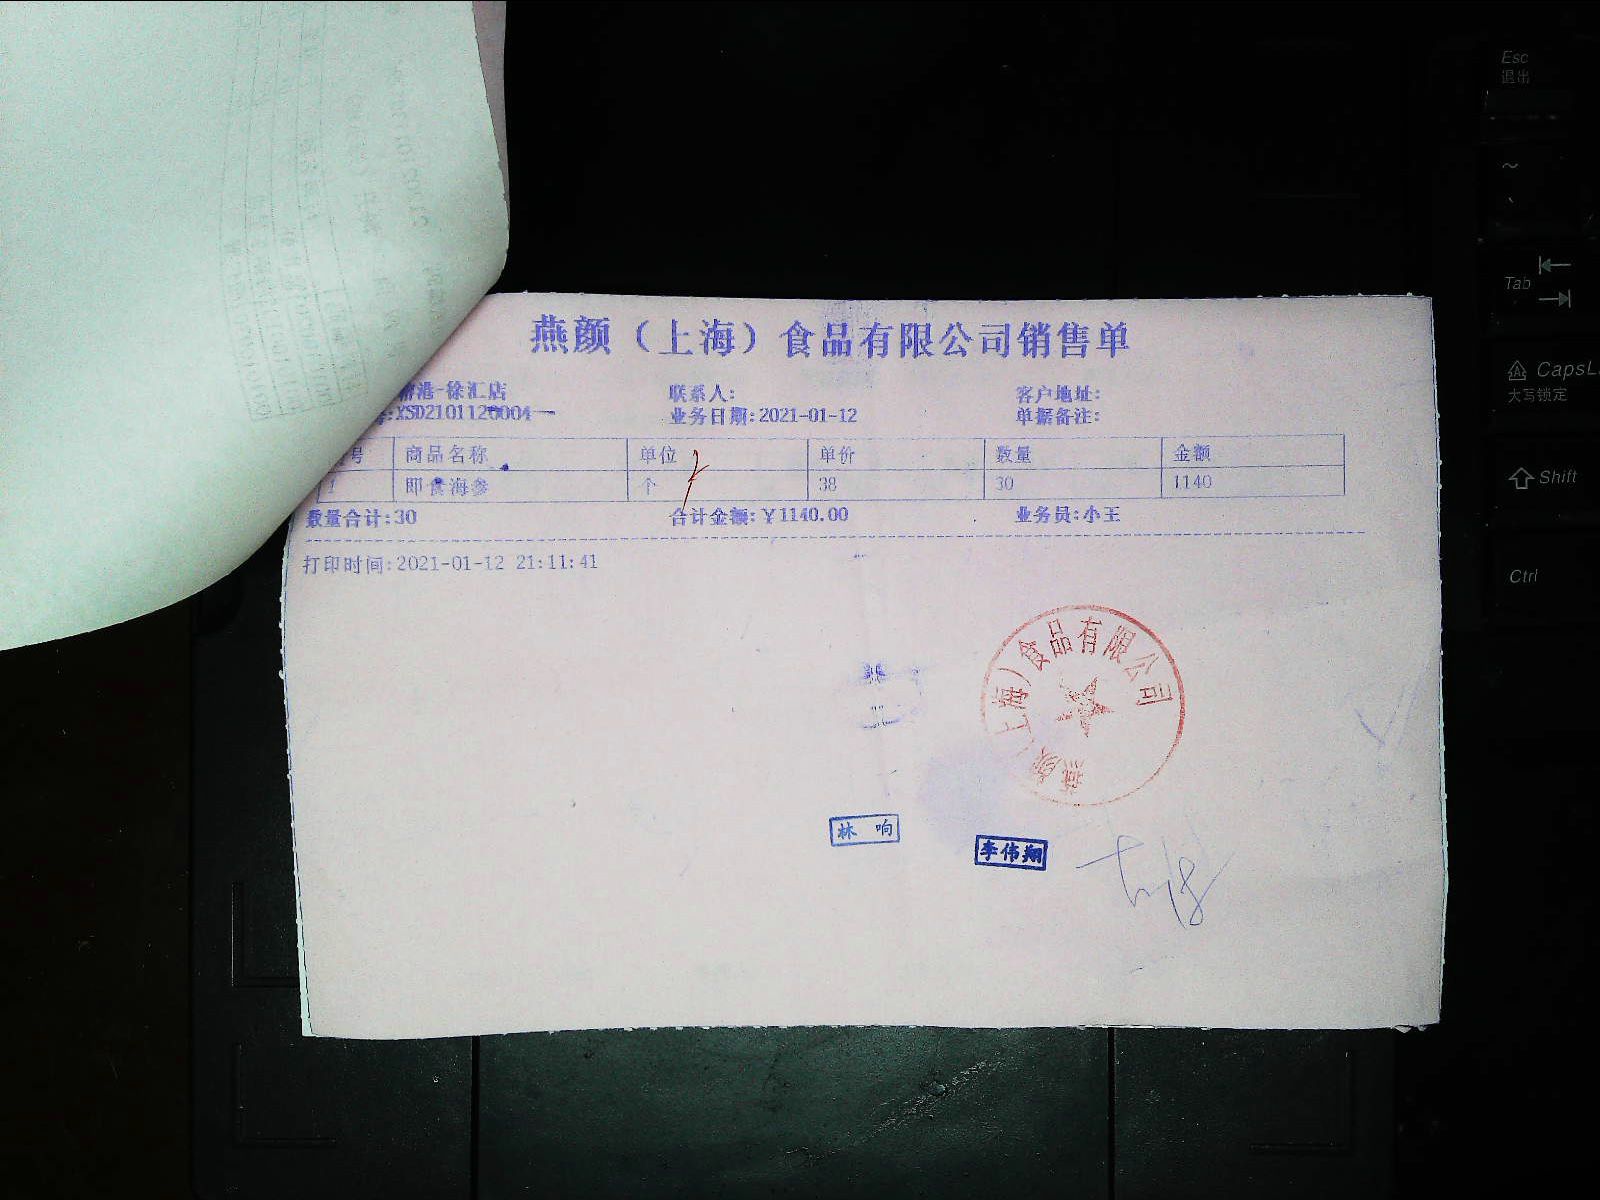 燕颜（上海）食品有限公司销售单
港-徐汇店 联系人: 客户地址:
XSD2101120004 业务日期:2021-01-12 单据备注:
号 商品名称 单位 单价 数量 金额
1 即食海参 个 38 30 1140
数量合计:30 合计金额:￥1140.00 业务员:小王
打印时间:2021-01-12 21:11:41
燕颜（上海）食品有限公司
林响
李伟翔
Esc
退出
~
Tab
CapsL
大写锁定
Shift
Ctrl